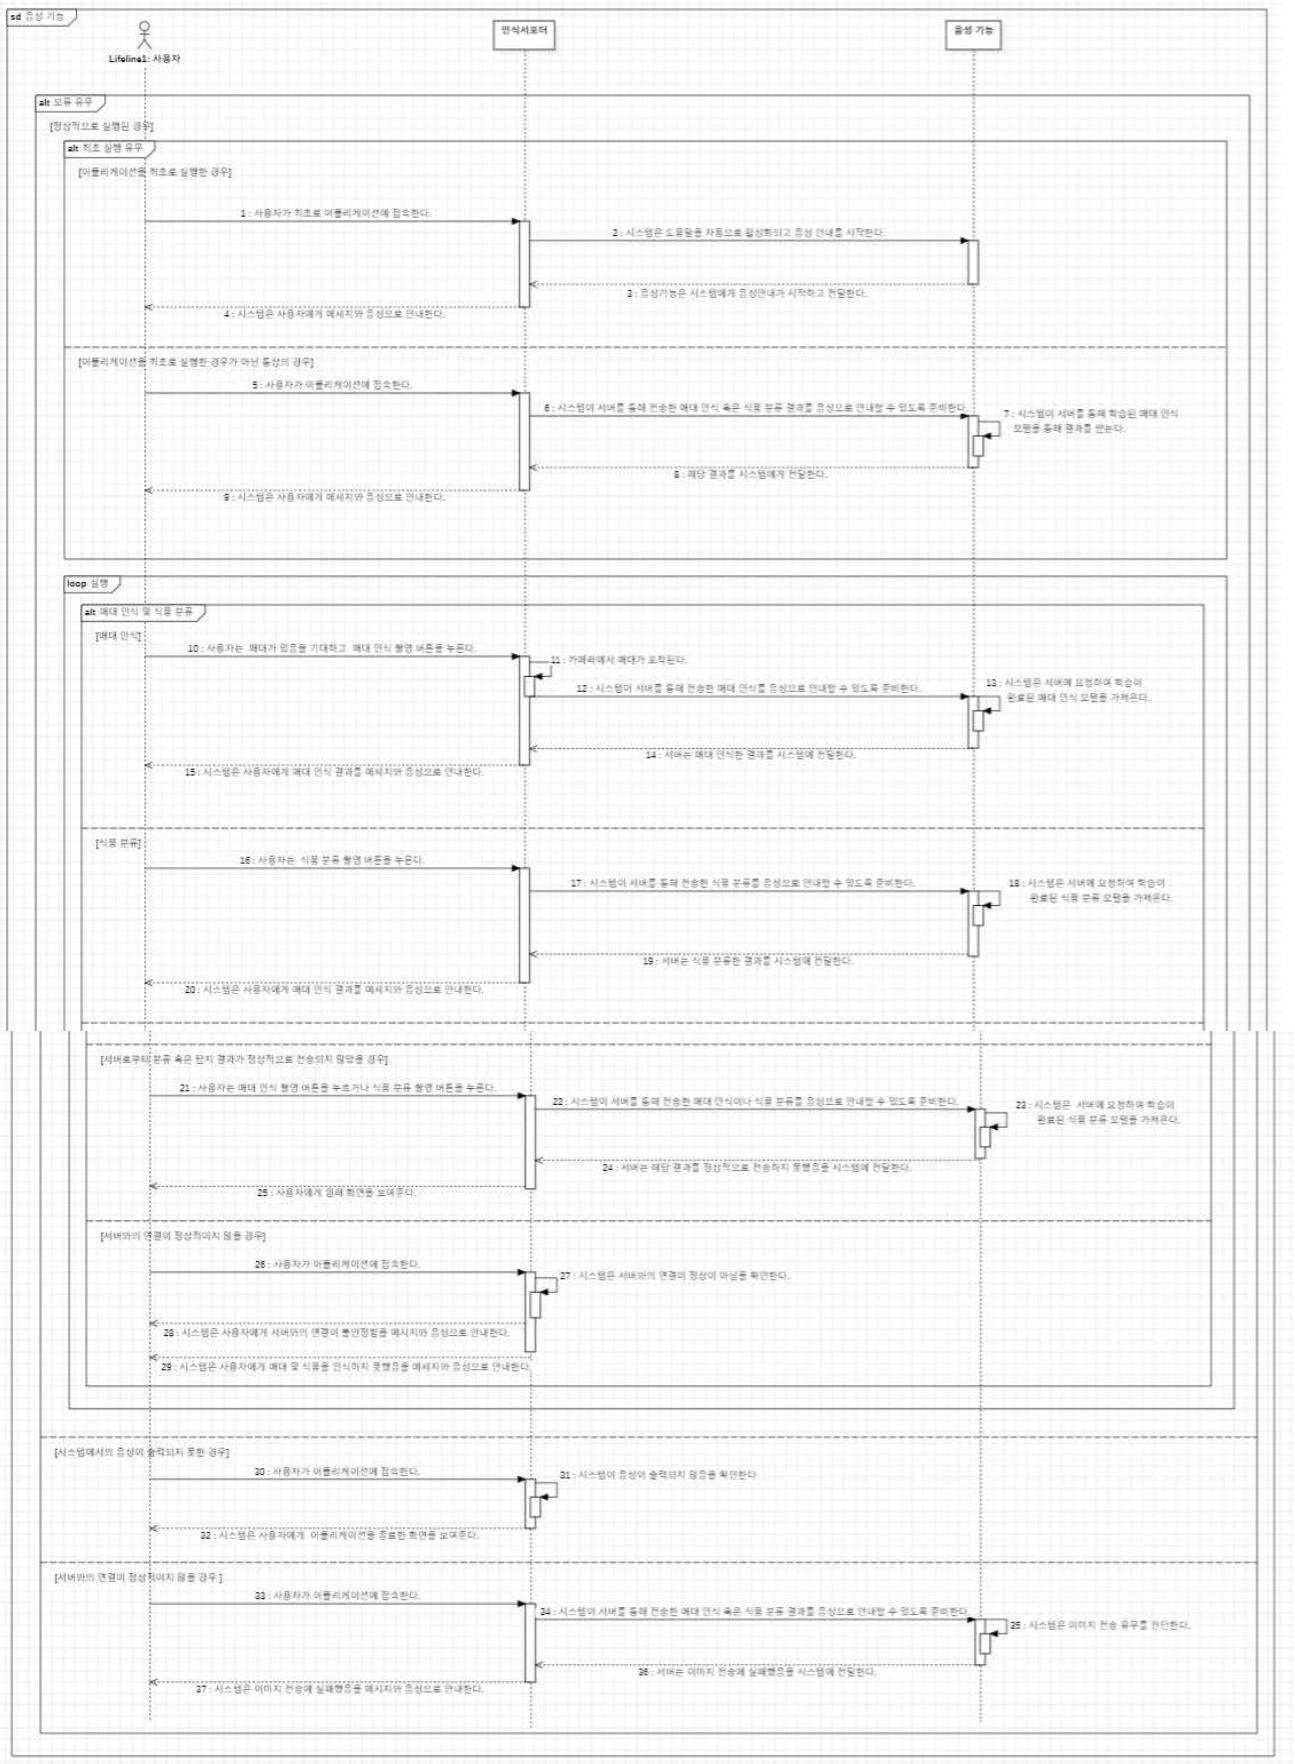 sd 음성 기능
Lifeline1: 사용자
인식서포터
음성 기능
alt 오류 유무
[정상적으로 실행된 경우]
alt 최초 실행 유무
[어플리케이션을 최초로 실행한 경우]
1 : 사용자가 최초로 어플리케이션에 접속한다.
2 : 시스템은 도움말을 자동으로 활성화되고 음성 안내를 시작한다.
3 : 음성기능은 시스템에게 음성안내가 시작하고 전달한다.
4 : 시스템은 사용자에게 메세지와 음성으로 안내한다.
[어플리케이션을 최초로 실행한 경우가 아닌 통상의 경우]
5 : 사용자가 어플리케이션에 접속한다.
6 : 시스템이 서버를 통해 전송한 매대 인식 혹은 식품 분류 결과를 음성으로 안내할 수 있도록 준비한다.
7 : 시스템이 서버를 통해 학습된 매대 인식
모델을 통해 결과를 받는다.
8 : 해당 결과를 시스템에게 전달한다.
9 : 시스템은 사용자에게 메세지와 음성으로 안내한다.
loop 실행
alt 매대 인식 및 식품 분류
[매대 인식]
10 : 사용자는 매대가 있음을 기대하고 매대 인식 촬영 버튼을 누른다.
11 : 카메라에서 매대가 포착된다.
12 : 시스템이 서버를 통해 전송한 매대 인식를 음성으로 안내할 수 있도록 준비한다.
13 : 시스템은 서버에 요청하여 학습이
완료된 매대 인식 모델을 가져온다.
14 : 서버는 매대 인식한 결과를 시스템에 전달한다.
15 : 시스템은 사용자에게 매대 인식 결과를 메세지와 음성으로 안내한다.
[식품 분류]
16 : 사용자는 식품 분류 촬영 버튼을 누른다.
17 : 시스템이 서버를 통해 전송한 식품 분류를 음성으로 안내할 수 있도록 준비한다.
18 : 시스템은 서버에 요청하여 학습이
완료된 식품 분류 모델을 가져온다.
19 : 서버는 식품 분류한 결과를 시스템에 전달한다.
20 : 시스템은 사용자에게 매대 인식 결과를 메세지와 음성으로 안내한다.
[서버로부터 분류 혹은 탐지 결과가 정상적으로 전송되지 않았을 경우]
21 : 사용자는 매대 인식 촬영 버튼을 누르거나 식품 분류 촬영 버튼을 누른다.
22 : 시스템이 서버를 통해 전송한 매대 인식이나 식품 분류를 음성으로 안내할 수 있도록 준비한다.
23 : 시스템은 서버에 요청하여 학습이
완료된 식품 분류 모델을 가져온다.
24 : 서버는 해당 결과를 정상적으로 전송하지 못했음을 시스템에 전달한다.
25 : 사용자에게 원래 화면을 보여준다.
[서버와의 연결이 정상적이지 않을 경우]
26 : 사용자가 어플리케이션에 접속한다.
27 : 시스템은 서버와의 연결이 정상이 아님을 확인한다.
28 : 시스템은 사용자에게 서버와의 연결이 불안정함을 메시지와 음성으로 안내한다.
29 : 시스템은 사용자에게 매대 및 식품을 인식하지 못했음을 메세지와 음성으로 안내한다.
[시스템에서의 음성이 출력되지 못한 경우]
30 : 사용자가 어플리케이션에 접속한다.
31 : 시스템이 음성이 출력되지 않음을 확인한다
32 : 시스템은 사용자에게 어플리케이션을 종료한 화면을 보여준다.
[서버와의 연결이 정상적이지 않을 경우 ]
33 : 사용자가 어플리케이션에 접속한다.
34 : 시스템이 서버를 통해 전송한 매대 인식 혹은 식품 분류 결과를 음성으로 안내할 수 있도록 준비한다.
35 : 시스템은 이미지 전송 유무를 판단한다.
36 : 서버는 이미지 전송에 실패했음을 시스템에 전달한다.
37 : 시스템은 이미지 전송에 실패했음을 메시지와 음성으로 안내한다.